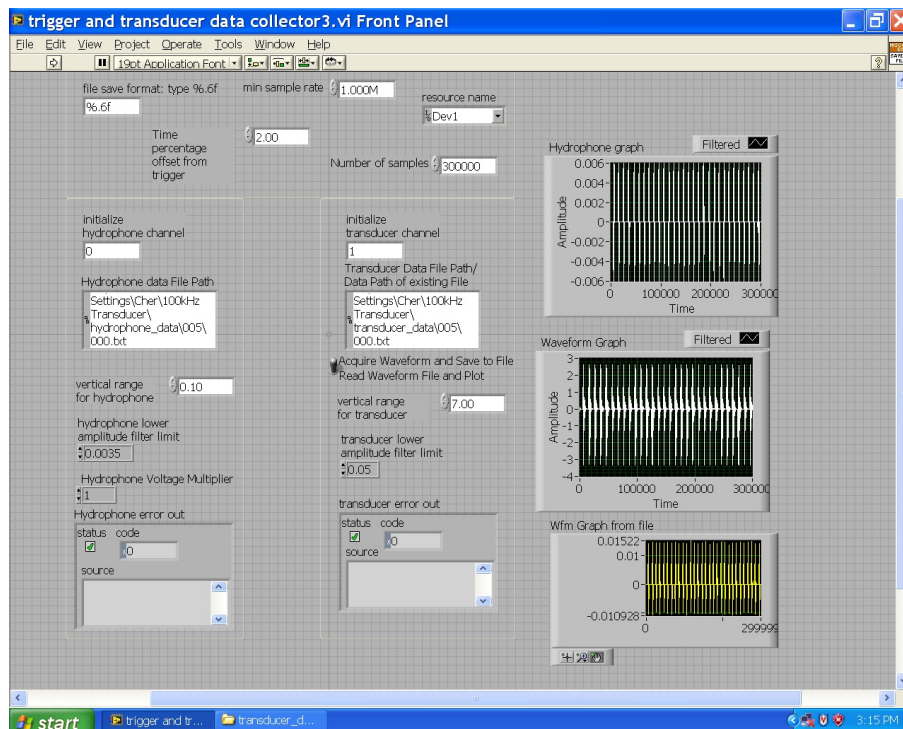 trigger and transducer data collector3.vi Front Panel
File Edit View Project Operate Tools Window Help
19pt Application Font
file save format: type %.6f
%.6f
min sample rate
1.000M
resource name
Dev1
Time
percentage
offset from
trigger
2.00
Number of samples
300000
initialize
hydrophone channel
0
Hydrophone data File Path
Settings\Cher\100kHz
Transducer\
hydrophone_data\005\
000.txt
vertical range
for hydrophone
0.10
hydrophone lower
amplitude filter limit
0.0035
Hydrophone Voltage Multiplier
1
Hydrophone error out
status code
0
source
initialize
transducer channel
1
Transducer Data File Path/
Data Path of existing File
Settings\Cher\100kHz
Transducer\
transducer_data\005\
000.txt
Acquire Waveform and Save to File
Read Waveform File and Plot
vertical range
for transducer
7.00
transducer lower
amplitude filter limit
0.05
transducer error out
status code
0
source
Hydrophone graph
Filtered
0.006
0.004
0.002
0
-0.002
-0.004
-0.006
Amplitude
0 100000 200000 300000
Time
Waveform Graph
Filtered
3
2
1
0
-1
-2
-3
-4
Amplitude
0 100000 200000 300000
Time
Wfm Graph from file
0.01522
0.01
0
-0.010928
0 299999
start
trigger and tr...
transducer_d...
3:15 PM